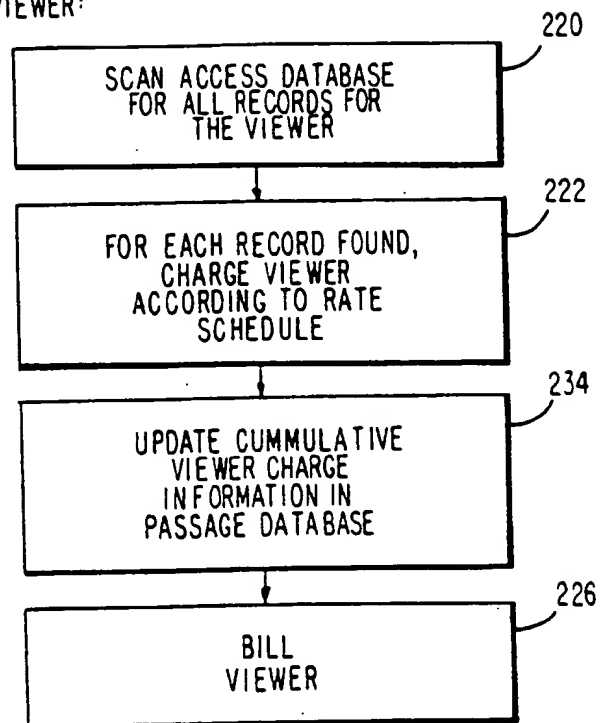 VIEWER:
220
SCAN ACCESS DATABASE
FOR ALL RECORDS FOR
THE VIEWER
222
FOR EACH RECORD FOUND,
CHARGE VIEWER
ACCORDING TO RATE
SCHEDULE
234
UPDATE CUMMULATIVE
VIEWER CHARGE
INFORMATION IN
PASSAGE DATABASE
226
BILL
VIEWER